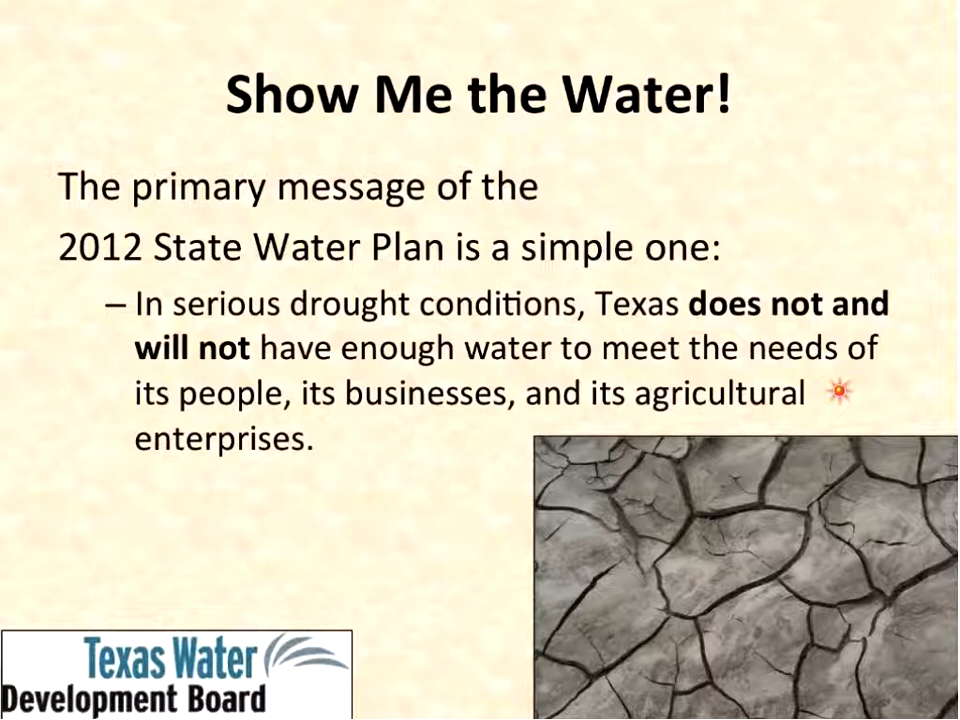 Show Me the Water!
The primary message of the
2012 State Water Plan is a simple one:
– In serious drought conditions, Texas does not and
will not have enough water to meet the needs of
its people, its businesses, and its agricultural
enterprises.
Texas Water
Development Board